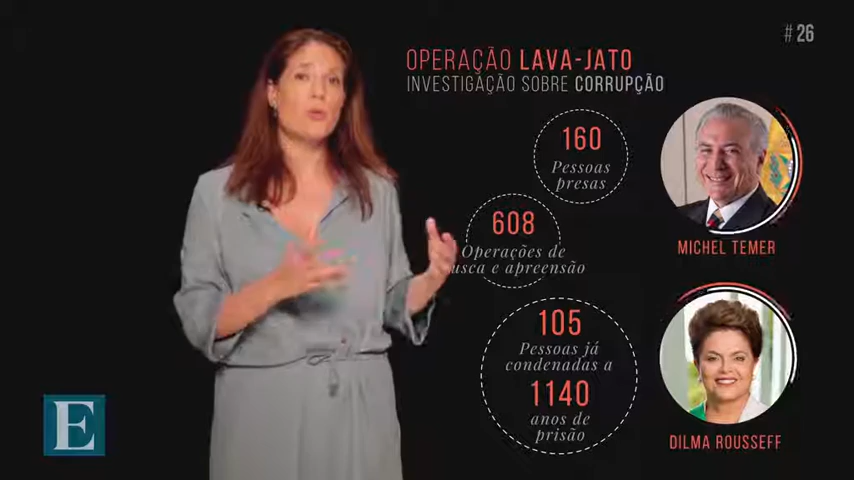 # 26
OPERAÇÃO LAVA-JATO
INVESTIGAÇÃO SOBRE CORRUPÇÃO
160
Pessoas
presas
608
Operações de
usca e apreensão
105
Pessoas já
condenadas a
1140
anos de
prisão
MICHEL TEMER
DILMA ROUSSEFF
E